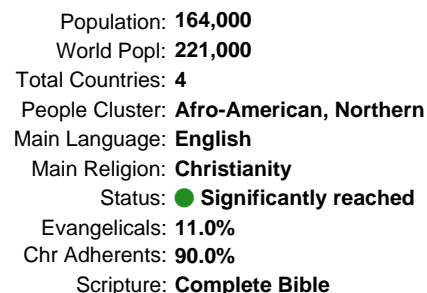 Population: 164,000
World Popl: 221,000
Total Countries: 4
People Cluster: Afro-American, Northern
Main Language: English
Main Religion: Christianity
Status: Significantly reached
Evangelicals: 11.0%
Chr Adherents: 90.0%
Scripture: Complete Bible